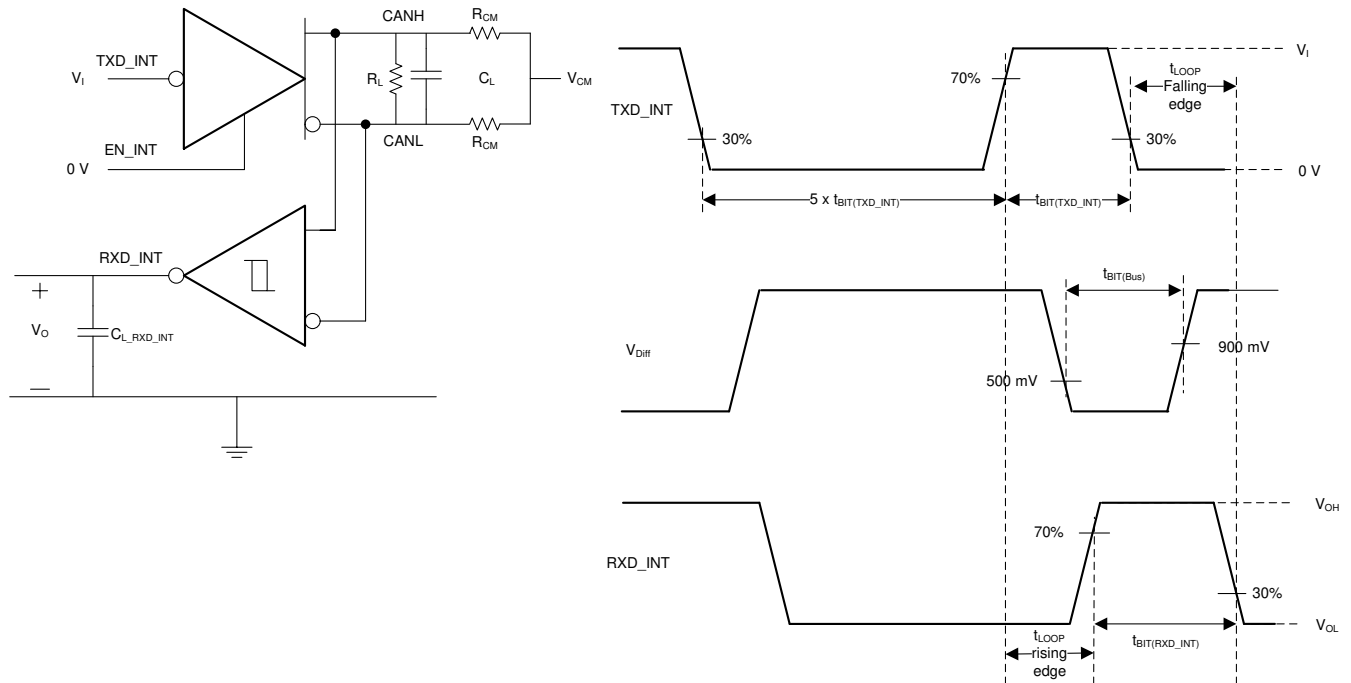 CANH
R_CM
TXD_INT
V_I
R_L
C_L
V_CM
CANL
R_CM
EN_INT
0 V
RXD_INT
+
V_O
C_L_RXD_INT
—
TXD_INT
70%
30%
V_I
t_LOOP
Falling
edge
30%
0 V
5 x t_BIT(TXD_INT)
t_BIT(TXD_INT)
V_Diff
t_BIT(Bus)
500 mV
900 mV
RXD_INT
70%
V_OH
30%
V_OL
t_LOOP
rising
edge
t_BIT(RXD_INT)